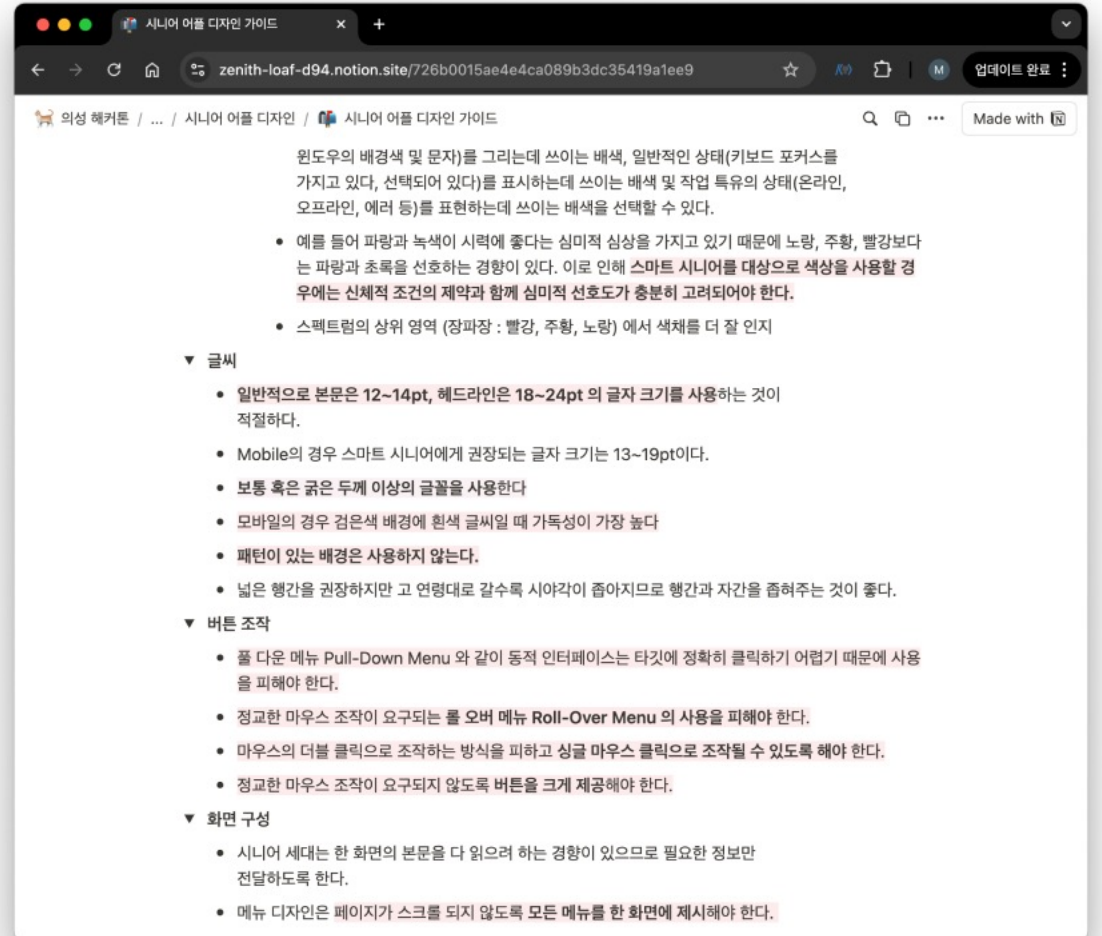 시니어 어플 디자인 가이드
zenith-loaf-d94.notion.site/726b0015ae4e4ca089b3dc35419a1ee9
M
업데이트 완료
의성 해커톤 / ... / 시니어 어플 디자인 / 시니어 어플 디자인 가이드
Made with
윈도우의 배경색 및 문자)를 그리는데 쓰이는 배색, 일반적인 상태(키보드 포커스를
가지고 있다, 선택되어 있다)를 표시하는데 쓰이는 배색 및 작업 특유의 상태(온라인,
오프라인, 에러 등)를 표현하는데 쓰이는 배색을 선택할 수 있다.
• 예를 들어 파랑과 녹색이 시력에 좋다는 심미적 심상을 가지고 있기 때문에 노랑, 주황, 빨강보다
는 파랑과 초록을 선호하는 경향이 있다. 이로 인해 스마트 시니어를 대상으로 색상을 사용할 경
우에는 신체적 조건의 제약과 함께 심미적 선호도가 충분히 고려되어야 한다.
• 스펙트럼의 상위 영역 (장파장 : 빨강, 주황, 노랑) 에서 색채를 더 잘 인지
▼ 글씨
• 일반적으로 본문은 12~14pt, 헤드라인은 18~24pt 의 글자 크기를 사용하는 것이
적절하다.
• Mobile의 경우 스마트 시니어에게 권장되는 글자 크기는 13~19pt이다.
• 보통 혹은 굵은 두께 이상의 글꼴을 사용한다
• 모바일의 경우 검은색 배경에 흰색 글씨일 때 가독성이 가장 높다
• 패턴이 있는 배경은 사용하지 않는다.
• 넓은 행간을 권장하지만 고 연령대로 갈수록 시야각이 좁아지므로 행간과 자간을 좁혀주는 것이 좋다.
▼ 버튼 조작
• 풀 다운 메뉴 Pull-Down Menu 와 같이 동적 인터페이스는 타깃에 정확히 클릭하기 어렵기 때문에 사용
을 피해야 한다.
• 정교한 마우스 조작이 요구되는 롤 오버 메뉴 Roll-Over Menu 의 사용을 피해야 한다.
• 마우스의 더블 클릭으로 조작하는 방식을 피하고 싱글 마우스 클릭으로 조작될 수 있도록 해야 한다.
• 정교한 마우스 조작이 요구되지 않도록 버튼을 크게 제공해야 한다.
▼ 화면 구성
• 시니어 세대는 한 화면의 본문을 다 읽으려 하는 경향이 있으므로 필요한 정보만
전달하도록 한다.
• 메뉴 디자인은 페이지가 스크롤 되지 않도록 모든 메뉴를 한 화면에 제시해야 한다.